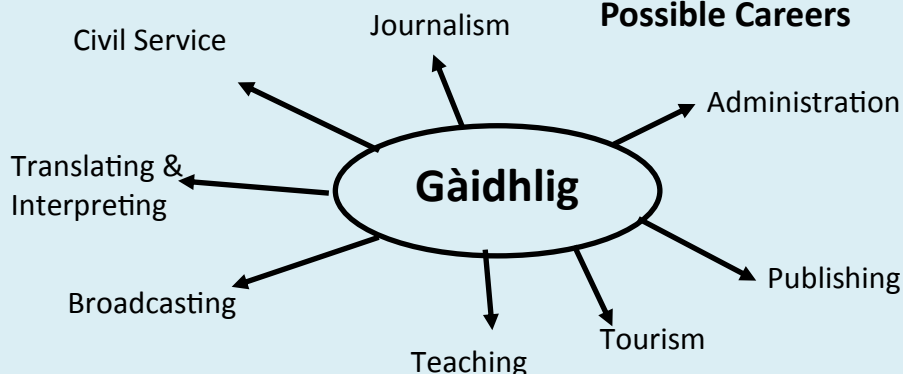 Possible Careers
Journalism
Civil Service
Administration
Translating &
Interpreting
Gàidhlig
Publishing
Broadcasting
Tourism
Teaching